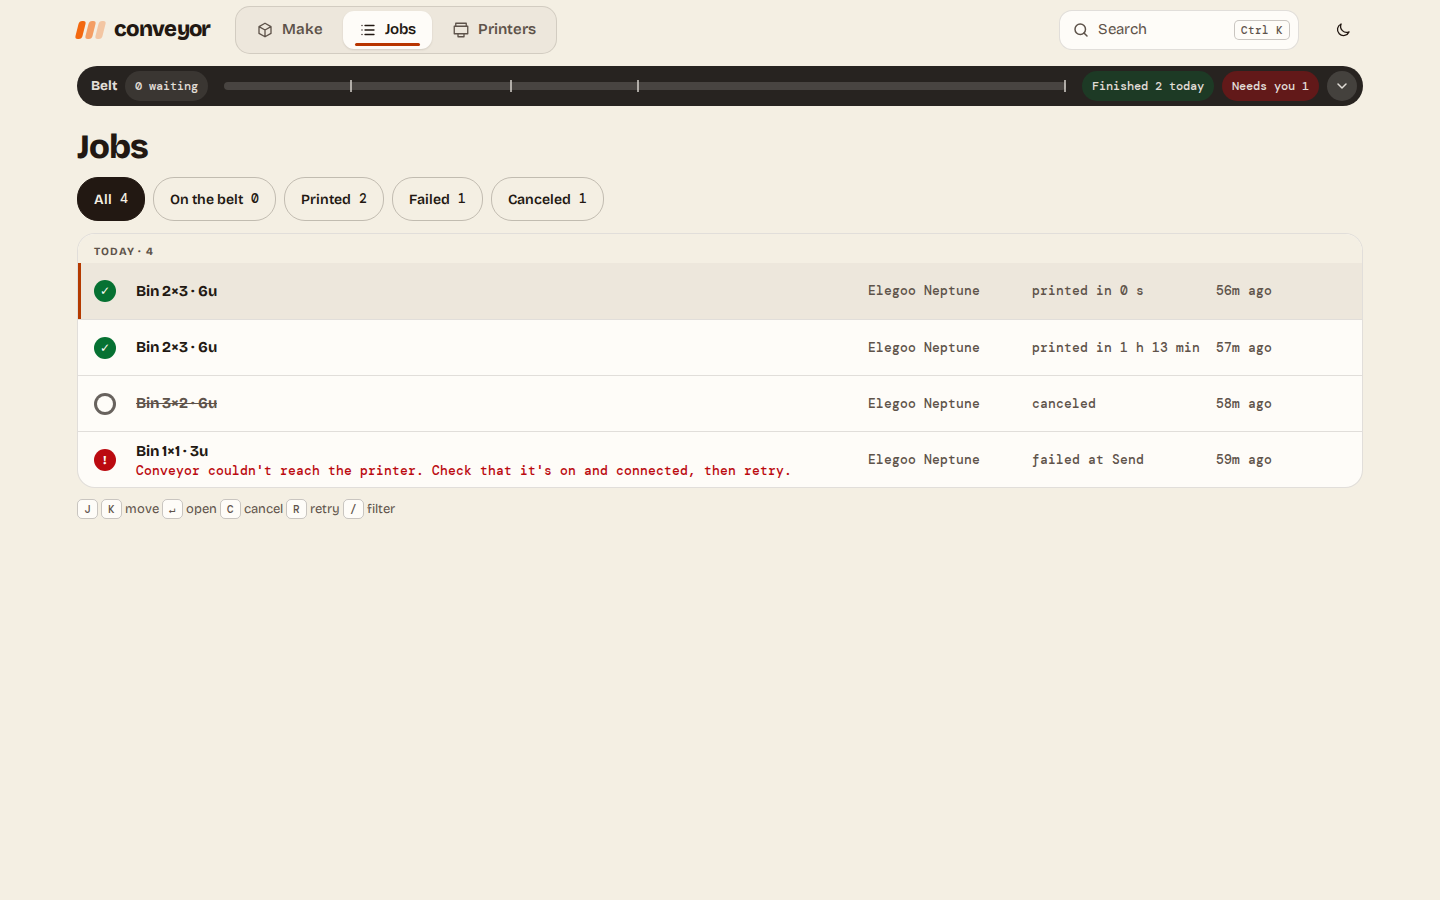 conveyor Make Jobs Printers Search Ctrl K
Belt 0 waiting Finished 2 today Needs you 1
Jobs
All 4 On the belt 0 Printed 2 Failed 1 Canceled 1
TODAY · 4
✓ Bin 2×3 · 6u Elegoo Neptune printed in 0 s 56m ago
✓ Bin 2×3 · 6u Elegoo Neptune printed in 1 h 13 min 57m ago
Bin 3×2 · 6u Elegoo Neptune canceled 58m ago
! Bin 1×1 · 3u Elegoo Neptune failed at Send 59m ago
Conveyor couldn't reach the printer. Check that it's on and connected, then retry.
J K move ↵ open C cancel R retry / filter